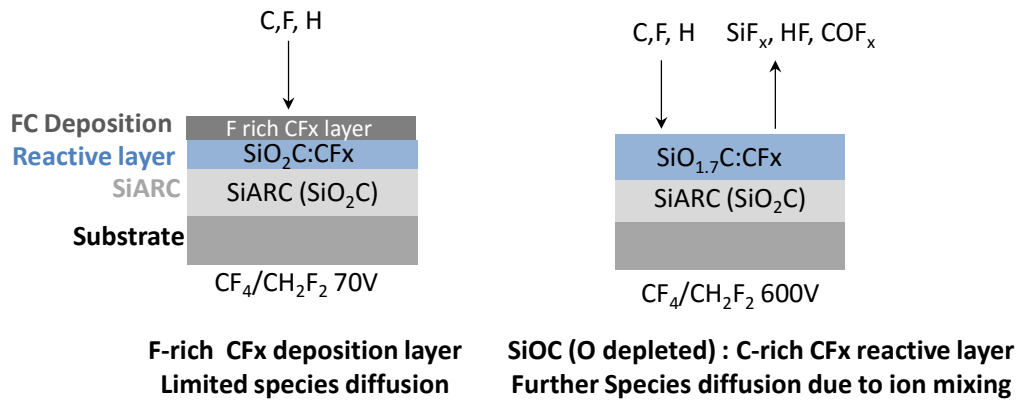 C,F, H
C,F, H
SiFₓ, HF, COFₓ
FC Deposition
F rich CFx layer
Reactive layer
SiO₂C:CFx
SiARC
SiARC (SiO₂C)
Substrate
CF₄/CH₂F₂ 70V
SiO₁.₇C:CFx
SiARC (SiO₂C)
CF₄/CH₂F₂ 600V
F-rich CFx deposition layer
Limited species diffusion
SiOC (O depleted) : C-rich CFx reactive layer
Further Species diffusion due to ion mixing